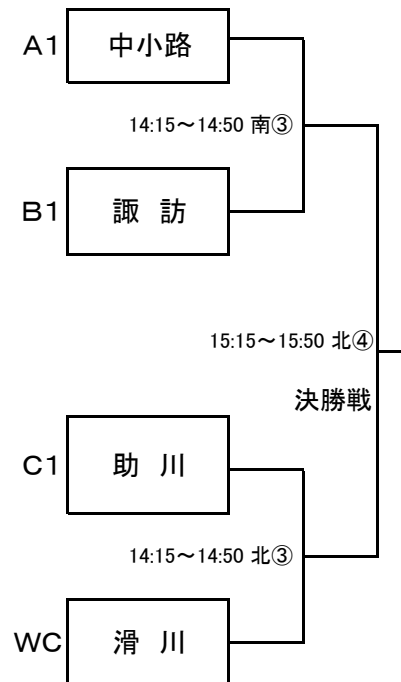 A1 中小路
14:15～14:50 南③
B1 諏 訪
15:15～15:50 北④
決勝戦
C1 助 川
14:15～14:50 北③
WC 滑 川